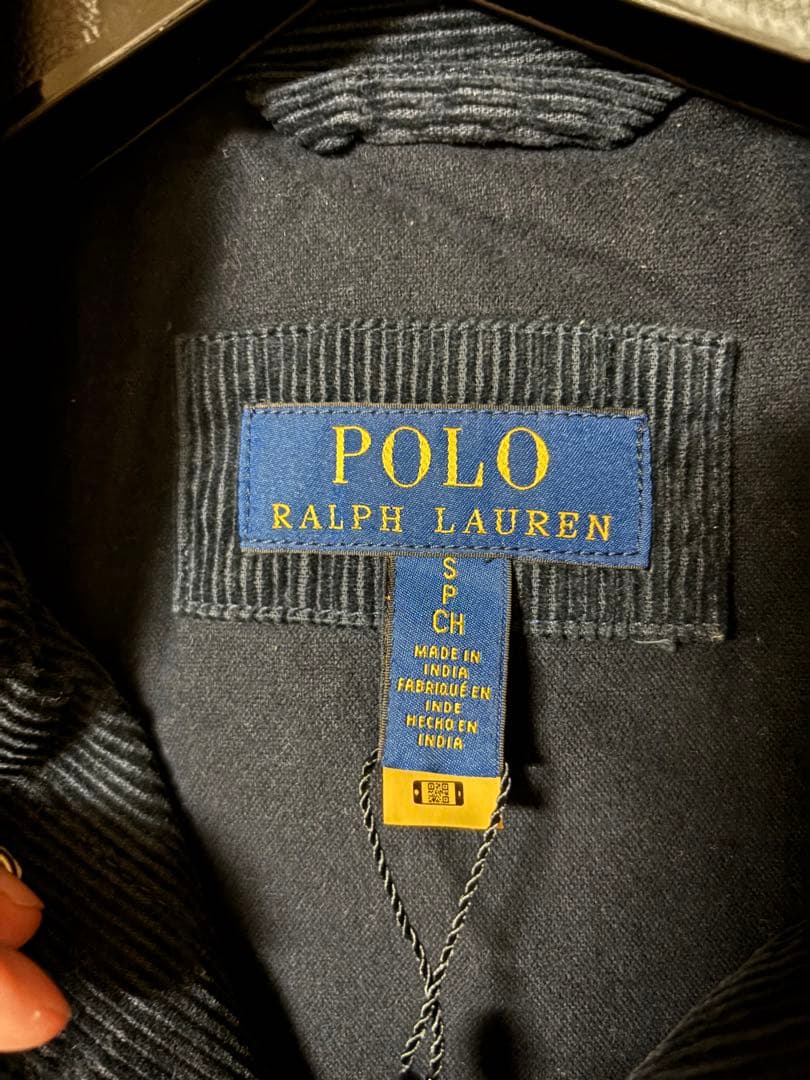 POLO
RALPH LAUREN
S
P
CH
MADE IN
INDIA
FABRIQUÉ EN
INDE
HECHO EN
INDIA